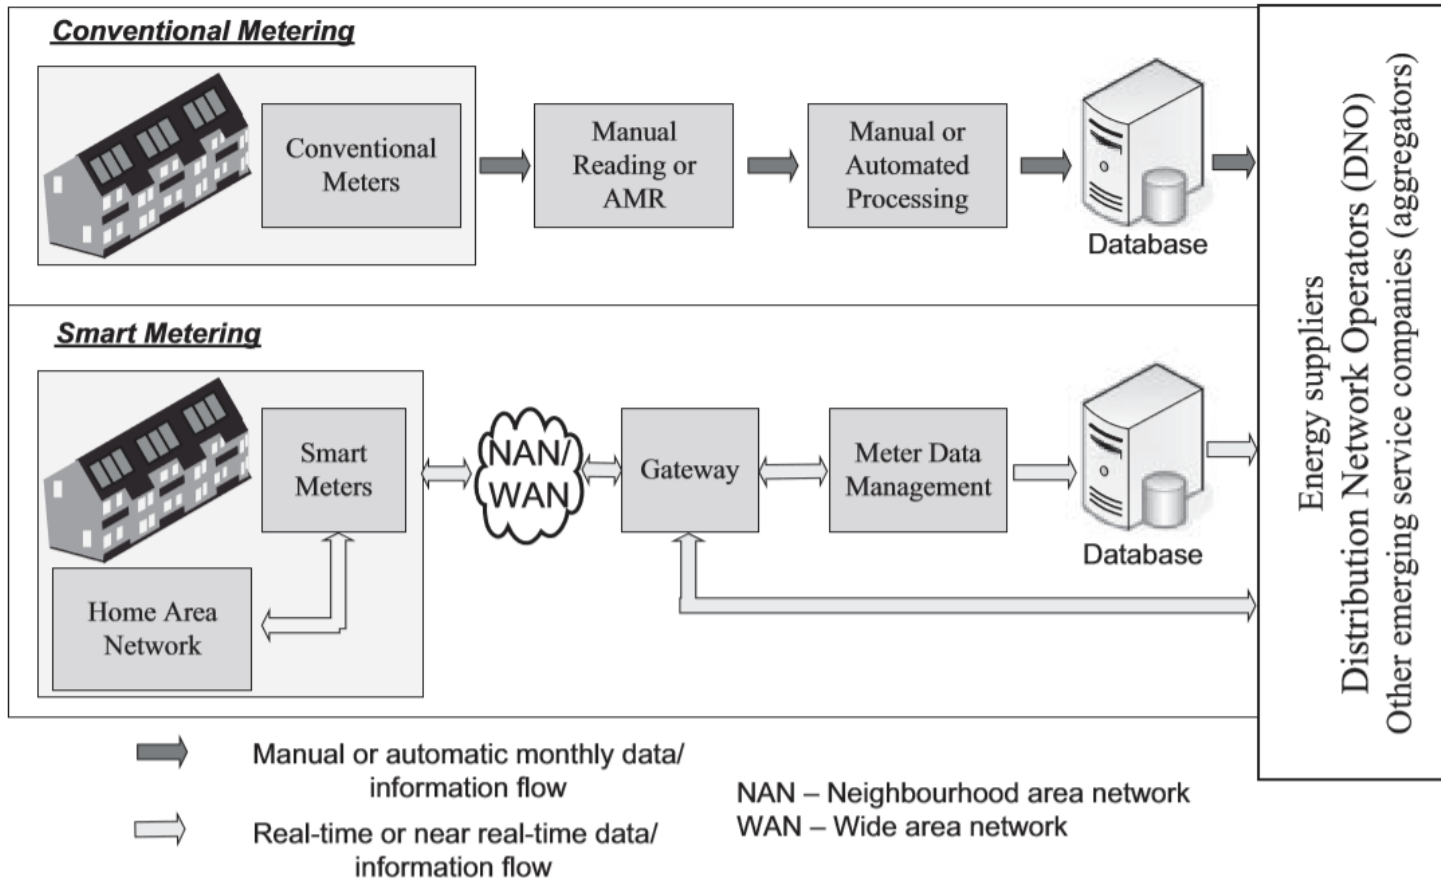 Conventional Metering
Conventional
Meters
Manual
Reading or
AMR
Manual or
Automated
Processing
Database
Smart Metering
Smart
Meters
NAN/
WAN
Gateway
Meter Data
Management
Database
Home Area
Network
Energy suppliers
Distribution Network Operators (DNO)
Other emerging service companies (aggregators)
Manual or automatic monthly data/
information flow
Real-time or near real-time data/
information flow
NAN – Neighbourhood area network
WAN – Wide area network